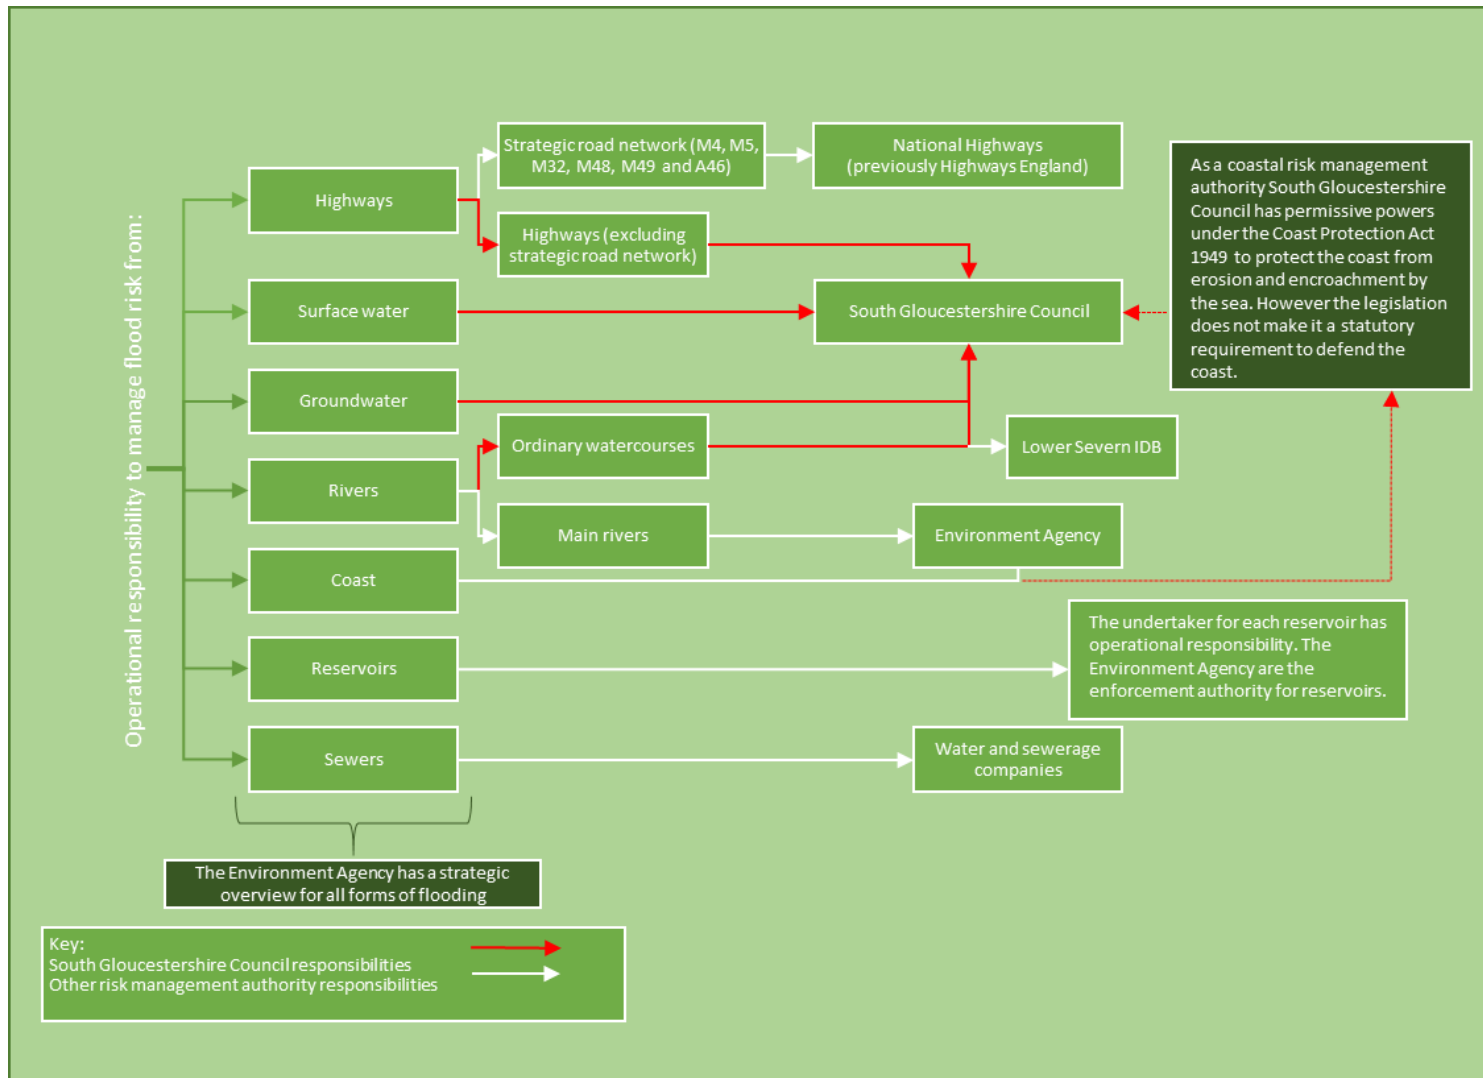 Operational responsibility to manage flood risk from:
Highways
Strategic road network (M4, M5,
M32, M48, M49 and A46)
National Highways
(previously Highways England)
Highways (excluding
strategic road network)
Surface water
South Gloucestershire Council
As a coastal risk management
authority South Gloucestershire
Council has permissive powers
under the Coast Protection Act
1949 to protect the coast from
erosion and encroachment by
the sea. However the legislation
does not make it a statutory
requirement to defend the
coast.
Groundwater
Rivers
Ordinary watercourses
Lower Severn IDB
Main rivers
Environment Agency
Coast
Reservoirs
The undertaker for each reservoir has
operational responsibility. The
Environment Agency are the
enforcement authority for reservoirs.
Sewers
Water and sewerage
companies
The Environment Agency has a strategic
overview for all forms of flooding
Key:
South Gloucestershire Council responsibilities
Other risk management authority responsibilities